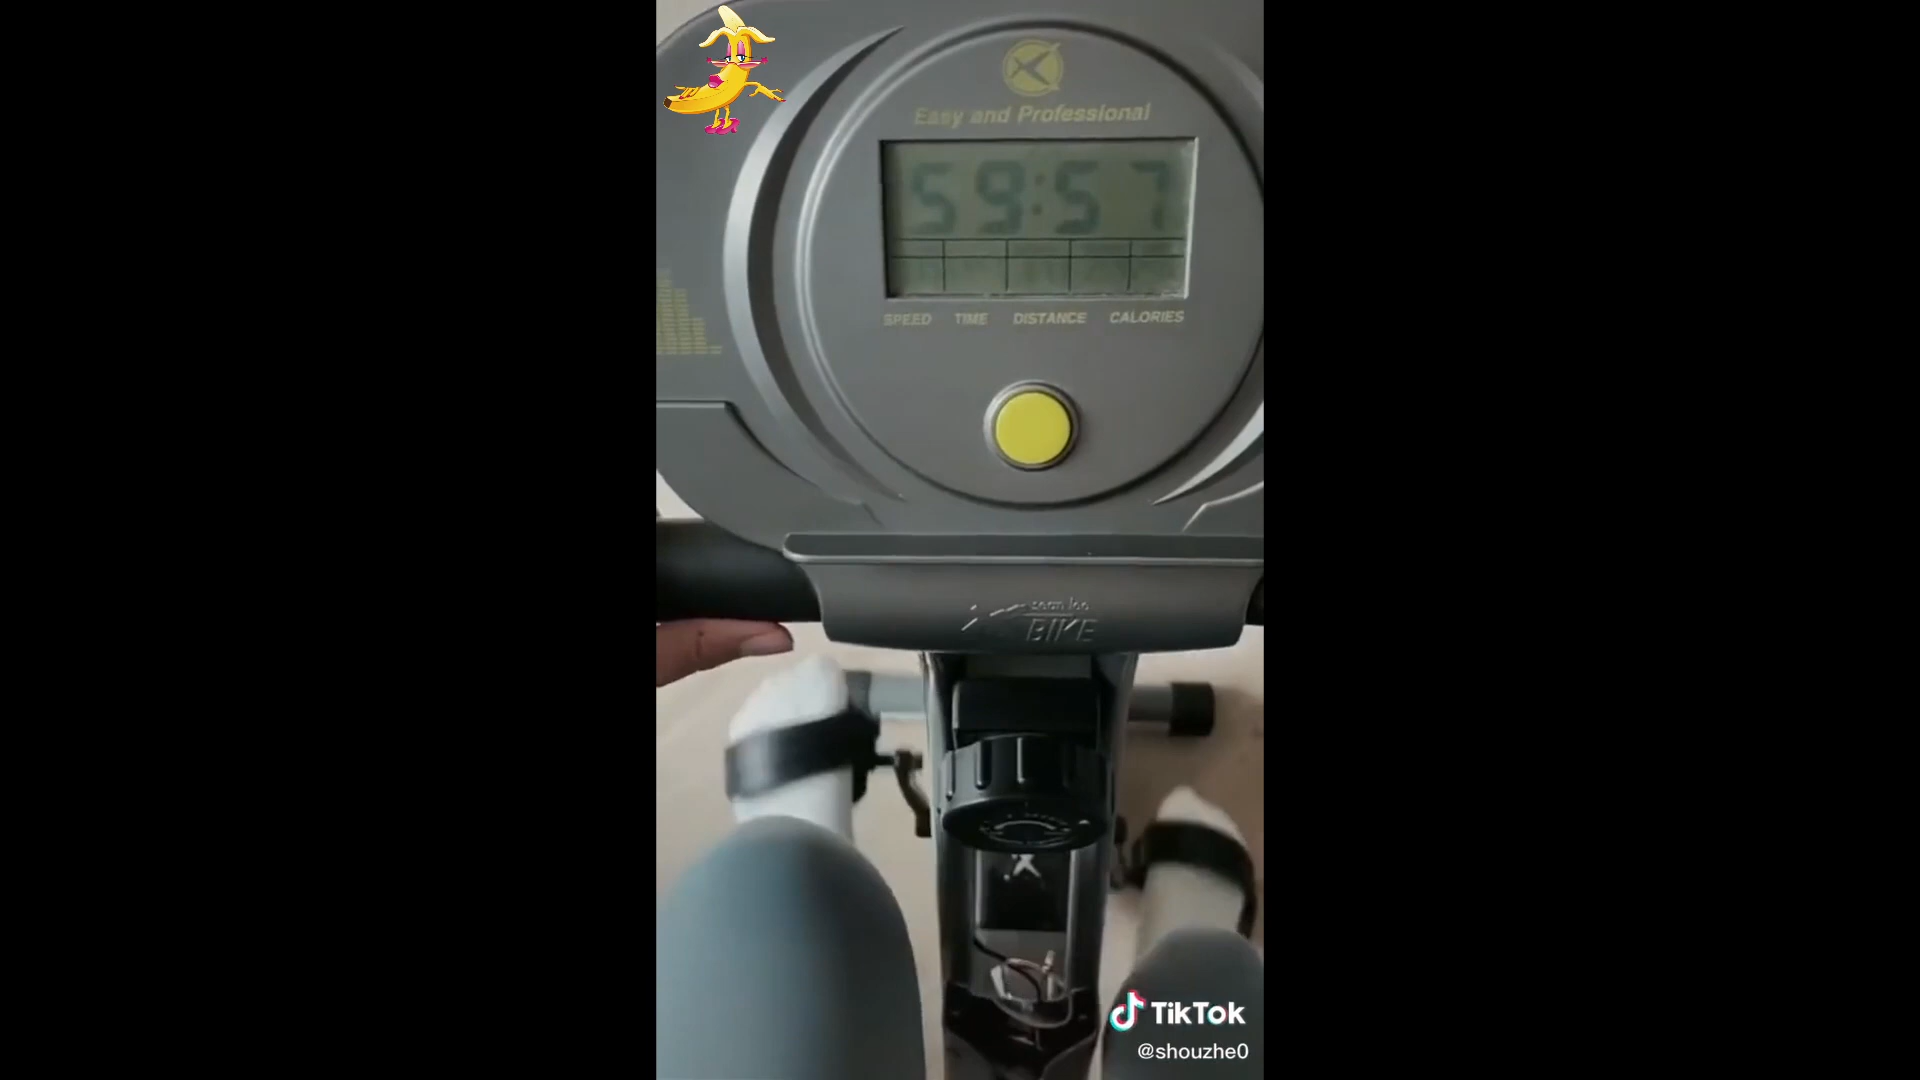 Easy and Professional
59:57
SPEED TIME DISTANCE CALORIES
BIKE
TikTok
@shouzhe0